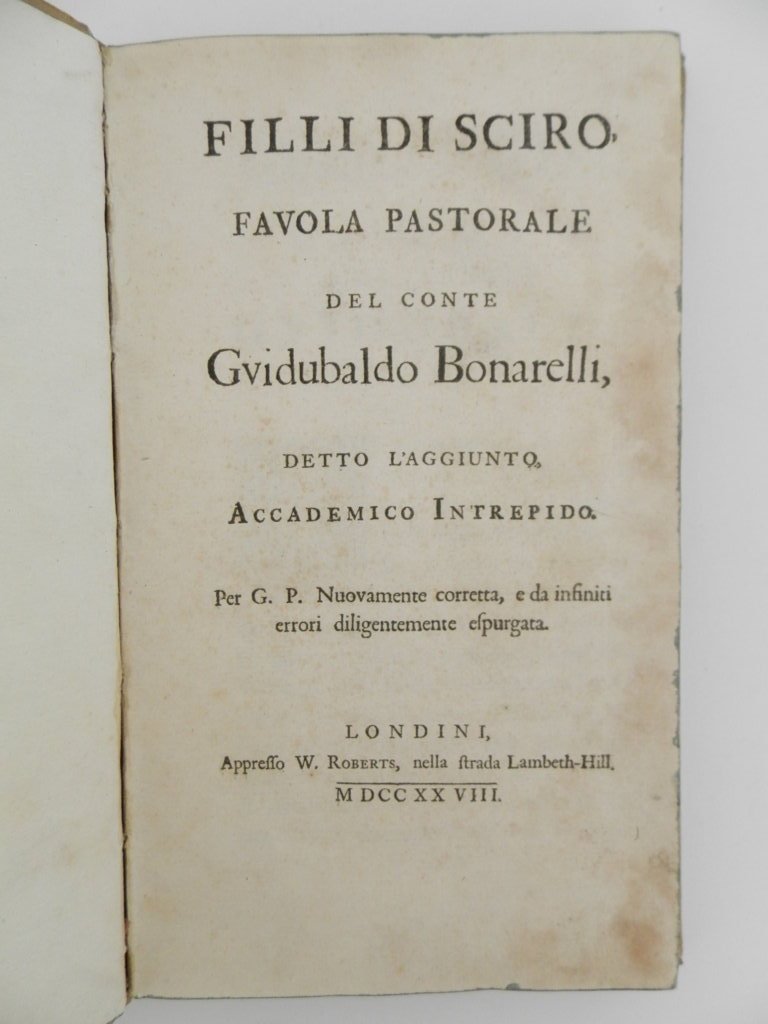 FILLI DI SCIRO,
FAVOLA PASTORALE
DEL CONTE
Gvidubaldo Bonarelli,
DETTO L'AGGIUNTO,
ACCADEMICO INTREPIDO.
Per G. P. Nuovamente corretta, e da infiniti
errori diligentemente eſpurgata.
LONDINI,
Appreſſo W. ROBERTS, nella ſtrada Lambeth-Hill.
MDCCXXVIII.